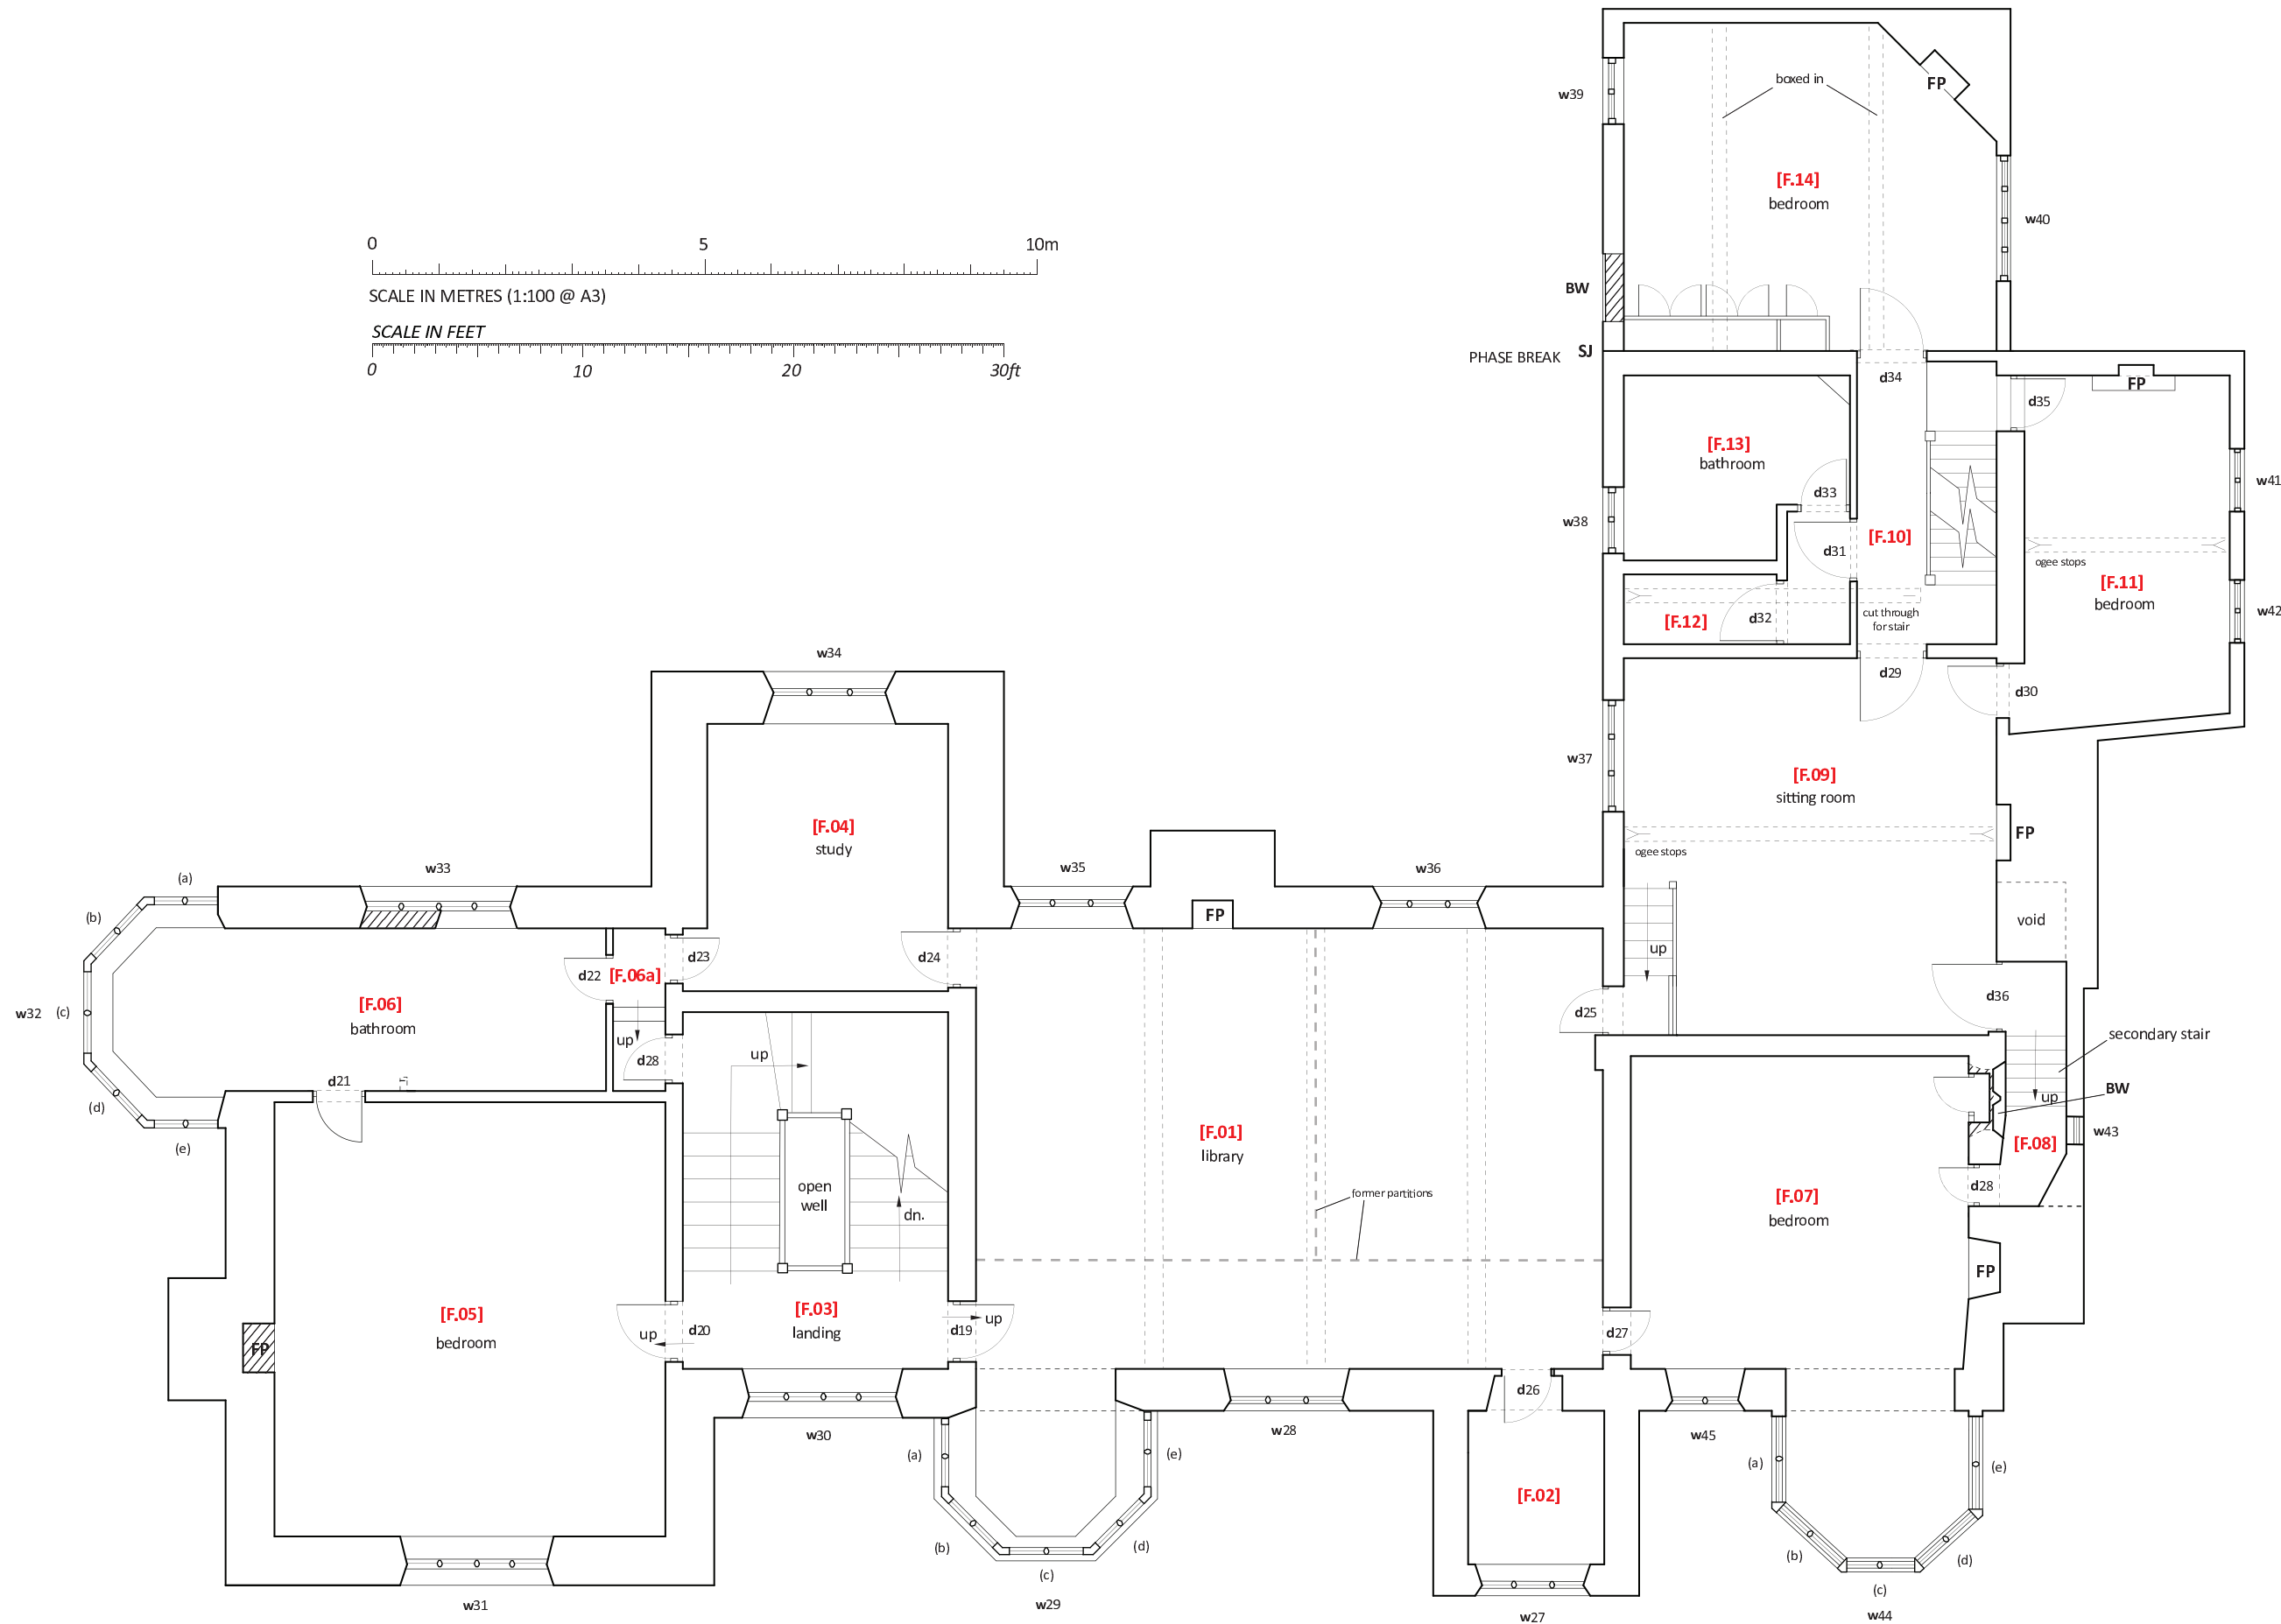 w39
boxed in
FP
[F.14]
bedroom
w40
0 5 10m
SCALE IN METRES (1:100 @ A3)
SCALE IN FEET
0 10 20 30ft
BW
PHASE BREAK SJ
d34
d35
FP
[F.13]
bathroom
w41
d33
w38
[F.10]
d31
ogee stops
[F.11]
bedroom
w42
[F.12]
d32
cut through
for stair
w34
d29
d30
w37
[F.09]
sitting room
[F.04]
study
FP
ogee stops
w33
w35
w36
(a)
(b)
FP
void
up
d23
d24
d22
[F.06a]
[F.06]
bathroom
w32 (c)
d36
d25
up
d28
up
secondary stair
d21
BW
up
(d)
w43
[F.01]
library
[F.08]
(e)
open
well
former partitions
d28
[F.07]
bedroom
dn.
FP
[F.05]
bedroom
[F.03]
landing
up
d20
d19
up
d27
FP
d26
w30
w28
w45
(a)
(e)
(a)
(e)
[F.02]
(b)
(d)
(b)
(d)
(c)
(c)
w31
w29
w27
w44